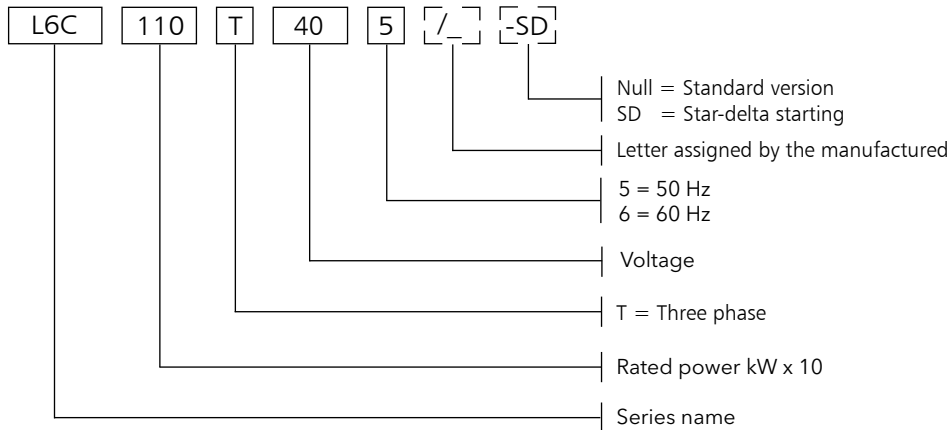 L6C 110 T 40 5 /_ -SD
Null = Standard version
SD = Star-delta starting
Letter assigned by the manufactured
5 = 50 Hz
6 = 60 Hz
Voltage
T = Three phase
Rated power kW x 10
Series name